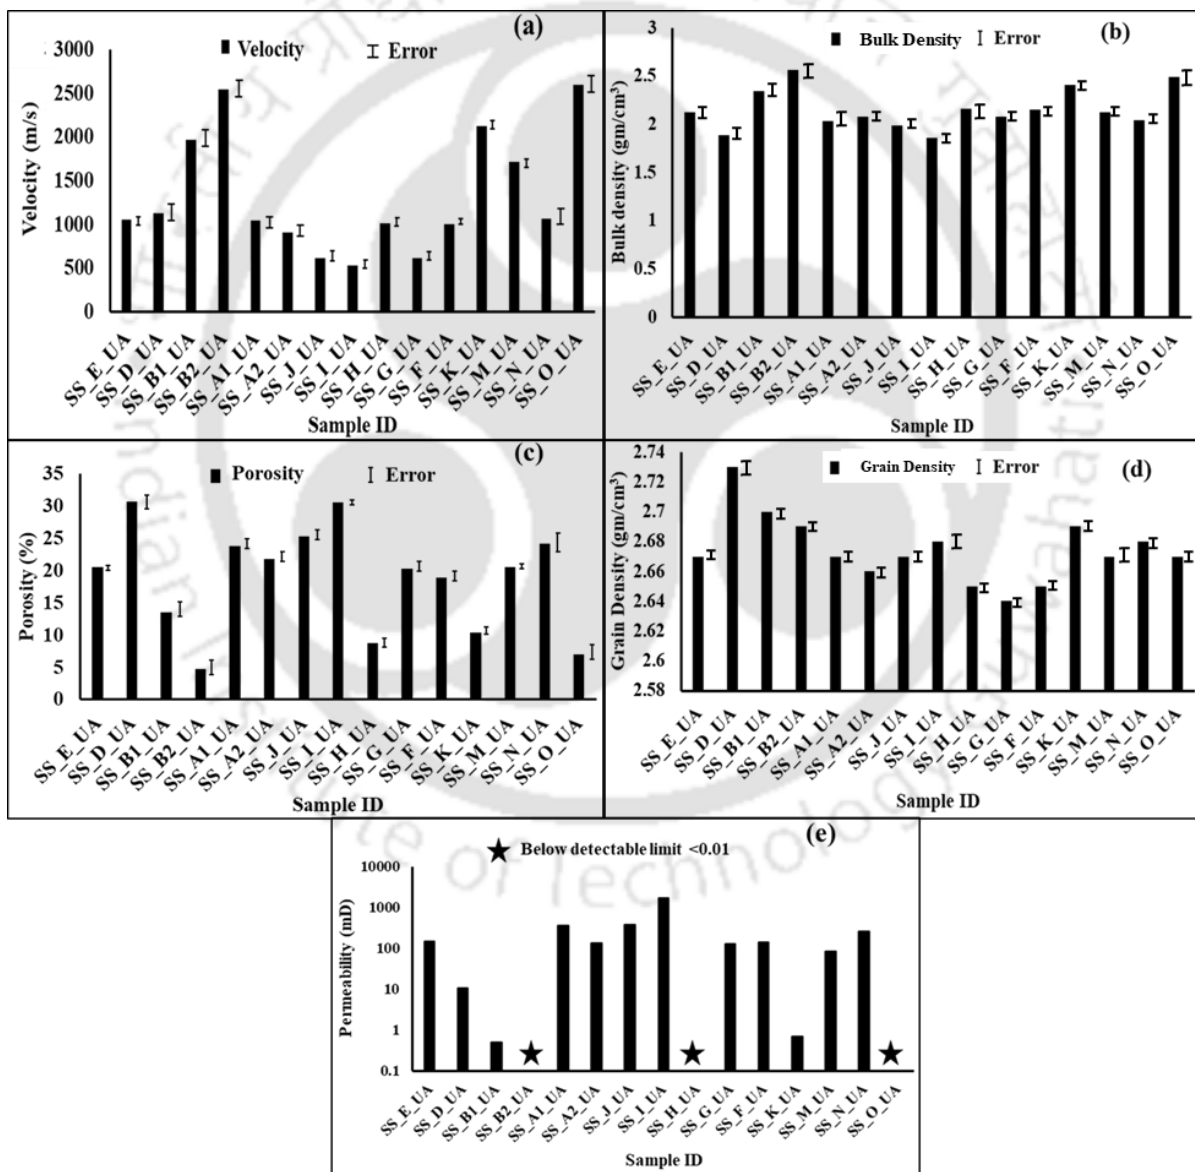 (a)
Velocity Error
3000
2500
2000
1500
1000
500
0
Velocity (m/s)
SS_E_UA
SS_D_UA
SS_B1_UA
SS_B2_UA
SS_A1_UA
SS_A2_UA
SS_J_UA
SS_I_UA
SS_H_UA
SS_G_UA
SS_F_UA
SS_K_UA
SS_M_UA
SS_N_UA
SS_O_UA
Sample ID
(b)
Bulk Density Error
3
2.5
2
1.5
1
0.5
0
Bulk density (gm/cm³)
SS_E_UA
SS_D_UA
SS_B1_UA
SS_B2_UA
SS_A1_UA
SS_A2_UA
SS_J_UA
SS_I_UA
SS_H_UA
SS_G_UA
SS_F_UA
SS_K_UA
SS_M_UA
SS_N_UA
SS_O_UA
Sample ID
(c)
Porosity Error
35
30
25
20
15
10
5
0
Porosity (%)
SS_E_UA
SS_D_UA
SS_B1_UA
SS_B2_UA
SS_A1_UA
SS_A2_UA
SS_J_UA
SS_I_UA
SS_H_UA
SS_G_UA
SS_F_UA
SS_K_UA
SS_M_UA
SS_N_UA
SS_O_UA
Sample ID
(d)
Grain Density Error
2.74
2.72
2.7
2.68
2.66
2.64
2.62
2.6
2.58
Grain Density (gm/cm³)
SS_E_UA
SS_D_UA
SS_B1_UA
SS_B2_UA
SS_A1_UA
SS_A2_UA
SS_J_UA
SS_I_UA
SS_H_UA
SS_G_UA
SS_F_UA
SS_K_UA
SS_M_UA
SS_N_UA
SS_O_UA
Sample ID
(e)
Below detectable limit <0.01
10000
1000
100
10
1
0.1
Permeability (mD)
SS_E_UA
SS_D_UA
SS_B1_UA
SS_B2_UA
SS_A1_UA
SS_A2_UA
SS_J_UA
SS_I_UA
SS_H_UA
SS_G_UA
SS_F_UA
SS_K_UA
SS_M_UA
SS_N_UA
SS_O_UA
Sample ID
Indian Institute of Technology Guwahati